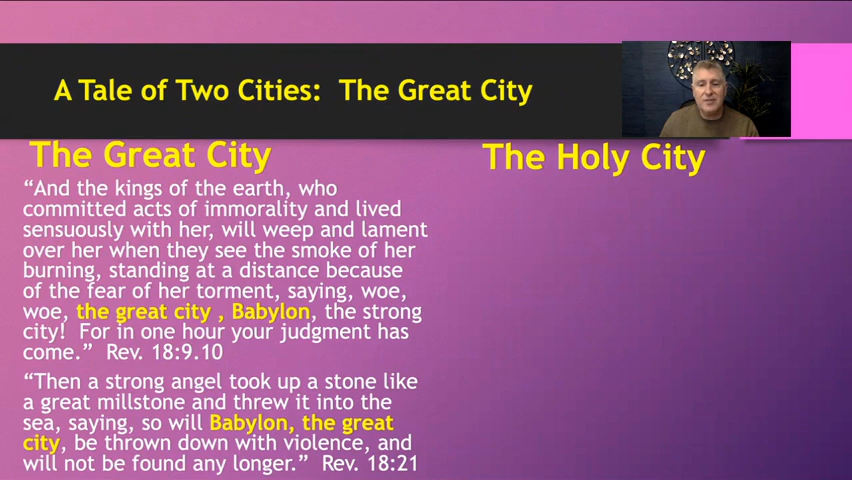 A Tale of Two Cities:  The Great City
The Great City
“And the kings of the earth, who
committed acts of immorality and lived
sensuously with her, will weep and lament
over her when they see the smoke of her
burning, standing at a distance because
of the fear of her torment, saying, woe,
woe, the great city , Babylon, the strong
city!  For in one hour your judgment has
come.”  Rev. 18:9.10
“Then a strong angel took up a stone like
a great millstone and threw it into the
sea, saying, so will Babylon, the great
city, be thrown down with violence, and
will not be found any longer.”  Rev. 18:21
The Holy City